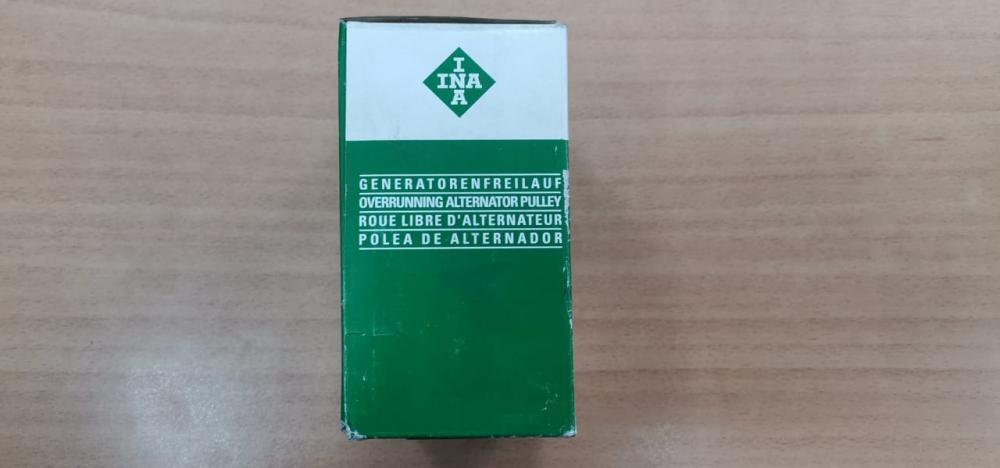 INA
GENERATORENFREILAUF
OVERRUNNING ALTERNATOR PULLEY
ROUE LIBRE D'ALTERNATEUR
POLEA DE ALTERNADOR